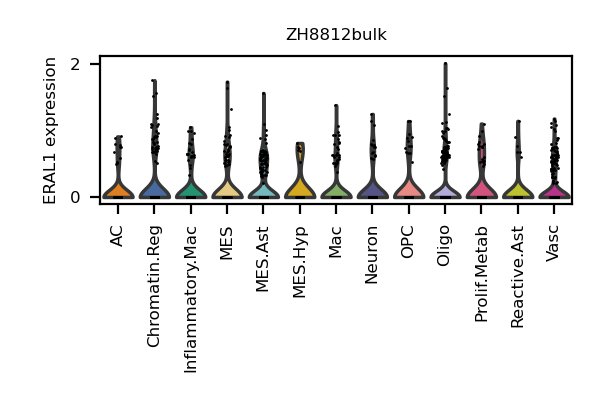 ZH8812bulk
ERAL1 expression
2
0
AC
Chromatin.Reg
Inflammatory.Mac
MES
MES.Ast
MES.Hyp
Mac
Neuron
OPC
Oligo
Prolif.Metab
Reactive.Ast
Vasc